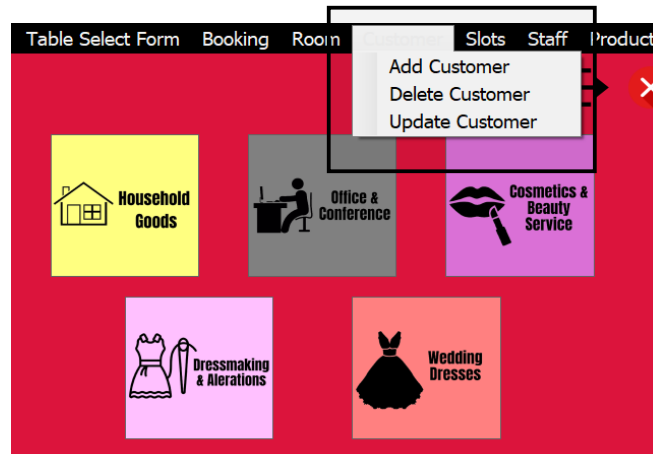 Table Select Form Booking Room Customer Slots Staff Product
Add Customer
Delete Customer
Update Customer
Household
Goods
Office &
Conference
Cosmetics &
Beauty
Service
Dressmaking
& Alerations
Wedding
Dresses